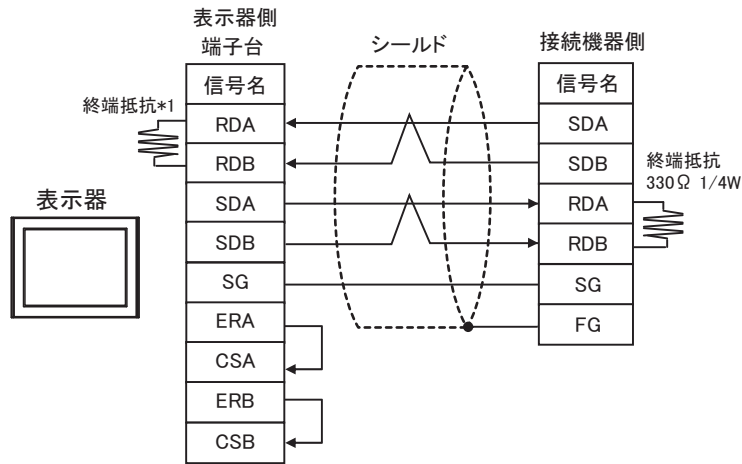 表示器側
端子台
シールド
接続機器側
信号名
信号名
終端抵抗*1
RDA
SDA
RDB
SDB
終端抵抗
330Ω 1/4W
表示器
SDA
RDA
SDB
RDB
SG
SG
ERA
FG
CSA
ERB
CSB